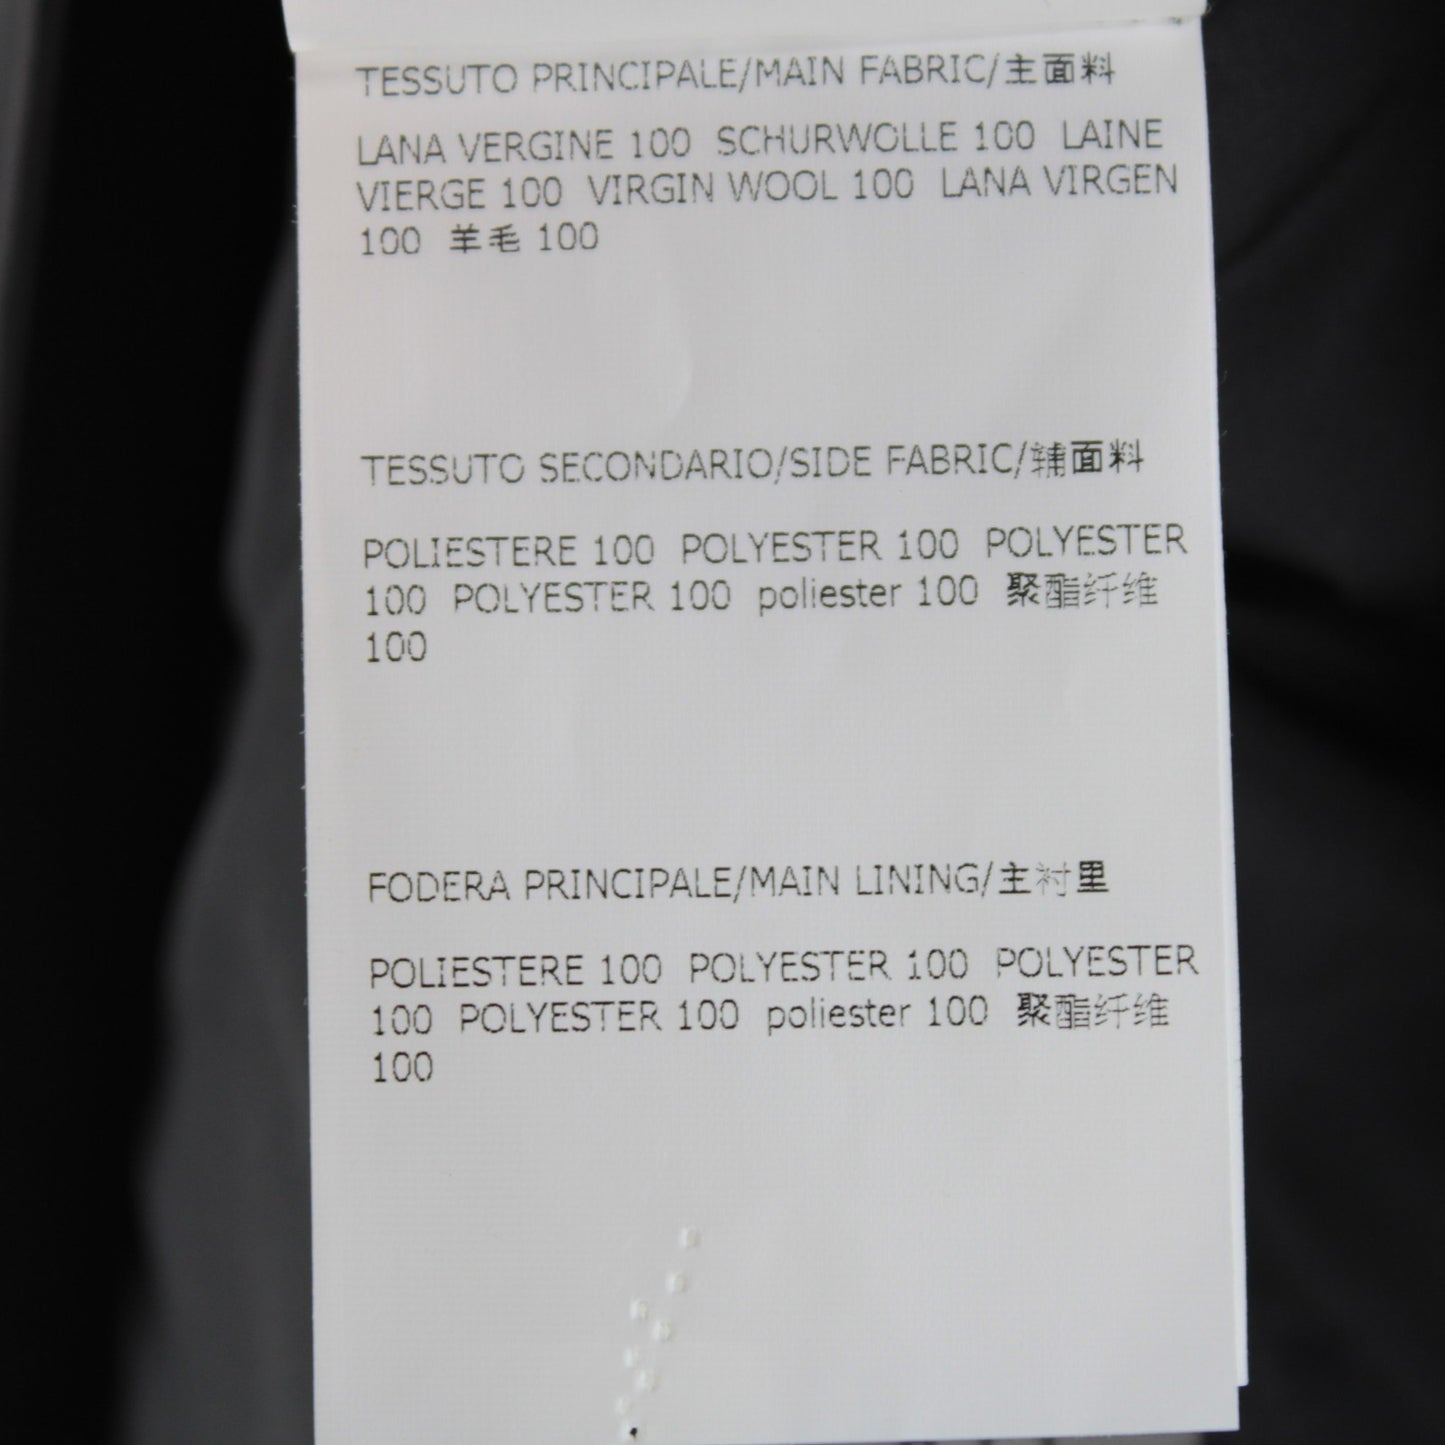 TESSUTO PRINCIPALE/MAIN FABRIC/主面料
LANA VERGINE 100 SCHURWOLLE 100 LAINE
VIERGE 100 VIRGIN WOOL 100 LANA VIRGEN
100 羊毛 100
TESSUTO SECONDARIO/SIDE FABRIC/辅面料
POLIESTERE 100 POLYESTER 100 POLYESTER
100 POLYESTER 100 poliester 100 聚酯纤维
100
FODERA PRINCIPALE/MAIN LINING/主衬里
POLIESTERE 100 POLYESTER 100 POLYESTER
100 POLYESTER 100 poliester 100 聚酯纤维
100